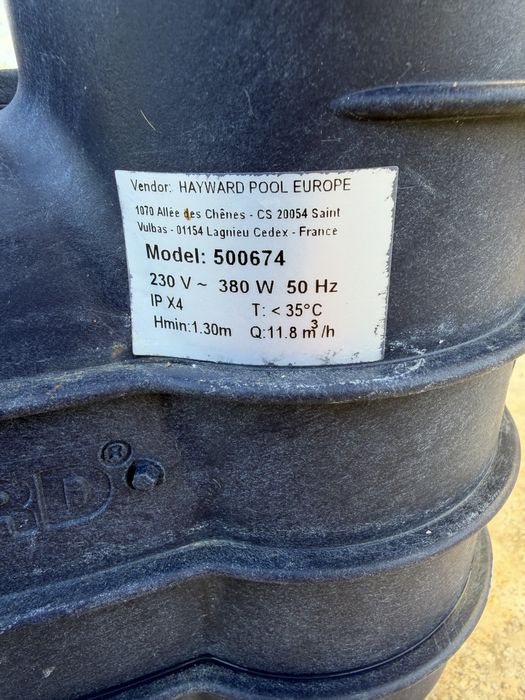 Vendor: HAYWARD POOL EUROPE
1070 Allée des Chênes - CS 20054 Saint
Vulbas - 01154 Lagnieu Cedex - France
Model: 500674
230 V ~ 380 W 50 Hz
IP X4 T: < 35°C
Hmin:1.30m Q:11.8 m³/h
RD®